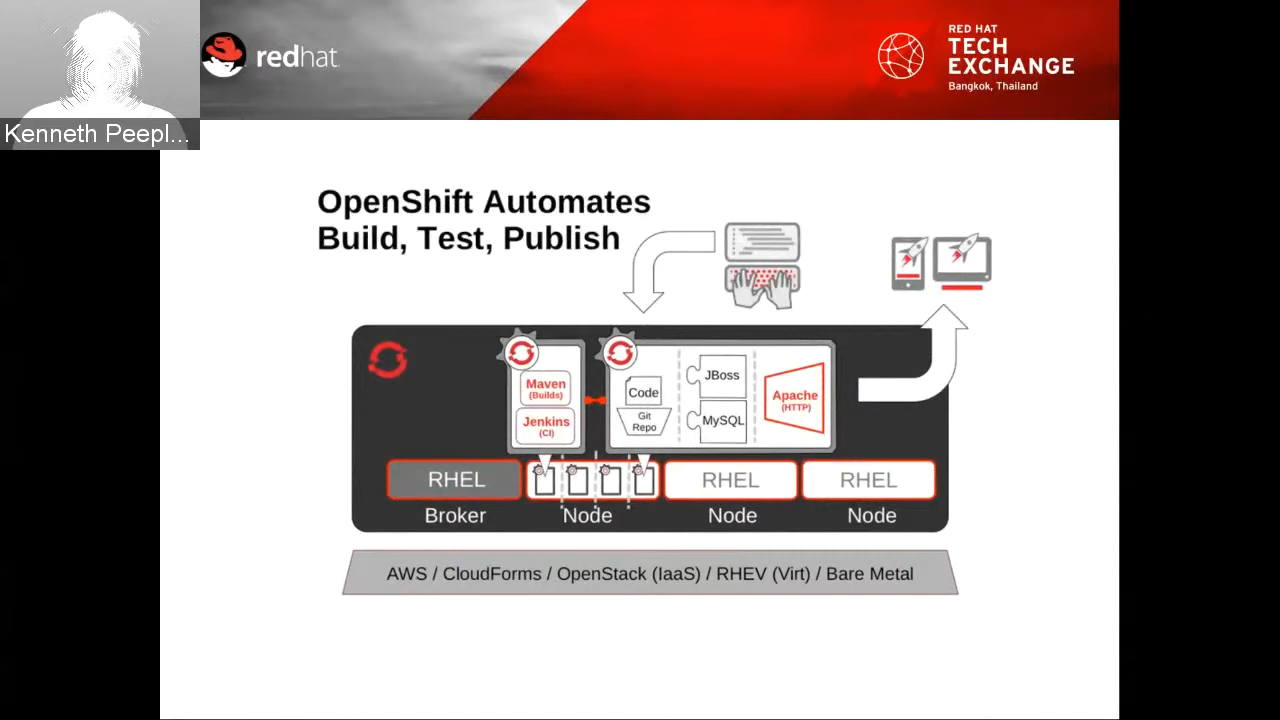 redhat.
RED HAT
TECH
EXCHANGE
Bangkok, Thailand
Kenneth Peepl...
OpenShift Automates
Build, Test, Publish
Maven
(Builds)
Jenkins
(CI)
Code
Git
Repo
JBoss
MySQL
Apache
(HTTP)
RHEL
RHEL
RHEL
Broker
Node
Node
Node
AWS / CloudForms / OpenStack (IaaS) / RHEV (Virt) / Bare Metal